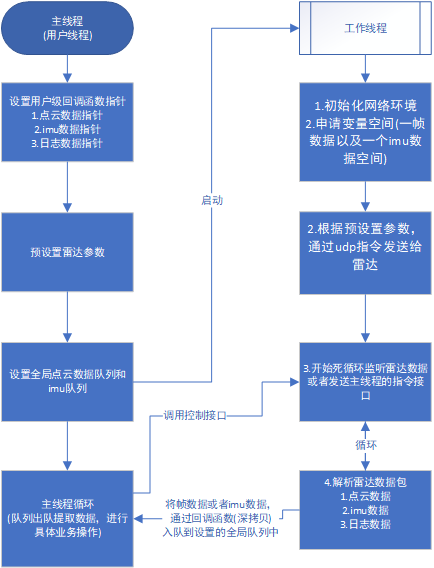 主线程
(用户线程)
设置用户级回调函数指针
1.点云数据指针
2.imu数据指针
3.日志数据指针
预设置雷达参数
设置全局点云数据队列和
imu队列
主线程循环
(队列出队提取数据，进行
具体业务操作)
启动
调用控制接口
将帧数据或者imu数据，
通过回调函数(深拷贝)
入队到设置的全局队列中
工作线程
1.初始化网络环境
2.申请变量空间(一帧
数据以及一个imu数
据空间)
2.根据预设置参数，
通过udp指令发送给
雷达
3.开始死循环监听雷达数据
或者发送主线程的指令接
口
循环
4.解析雷达数据包
1.点云数据
2.imu数据
3.日志数据